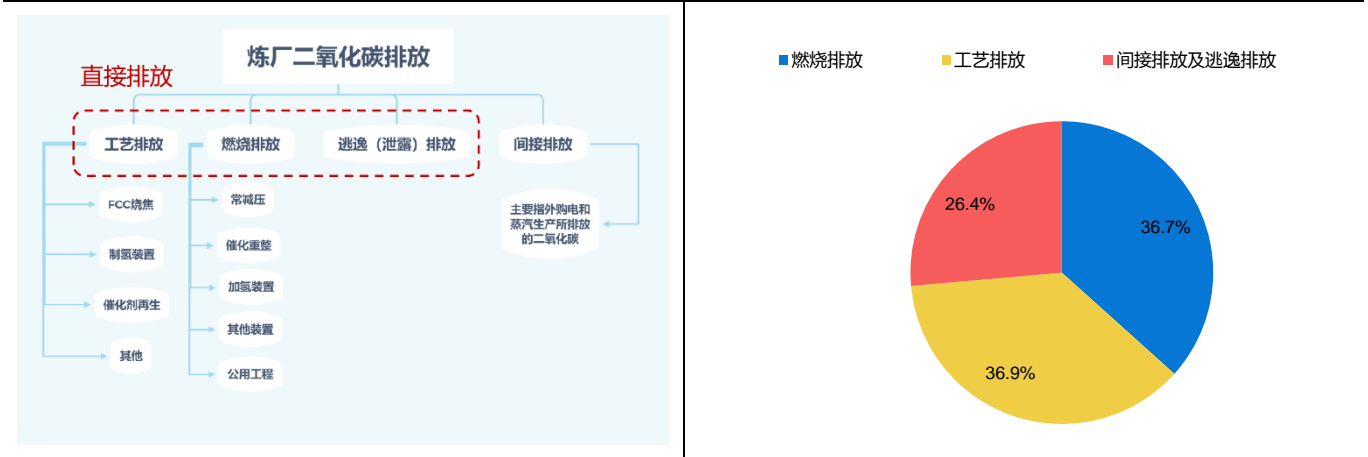 炼厂二氧化碳排放
直接排放
工艺排放
燃烧排放
逃逸（泄露）排放
间接排放
FCC烧焦
制氢装置
催化剂再生
其他
常减压
催化重整
加氢装置
其他装置
公用工程
主要指外购电和
蒸汽生产所排放
的二氧化碳
燃烧排放
工艺排放
间接排放及逃逸排放
26.4%
36.7%
36.9%